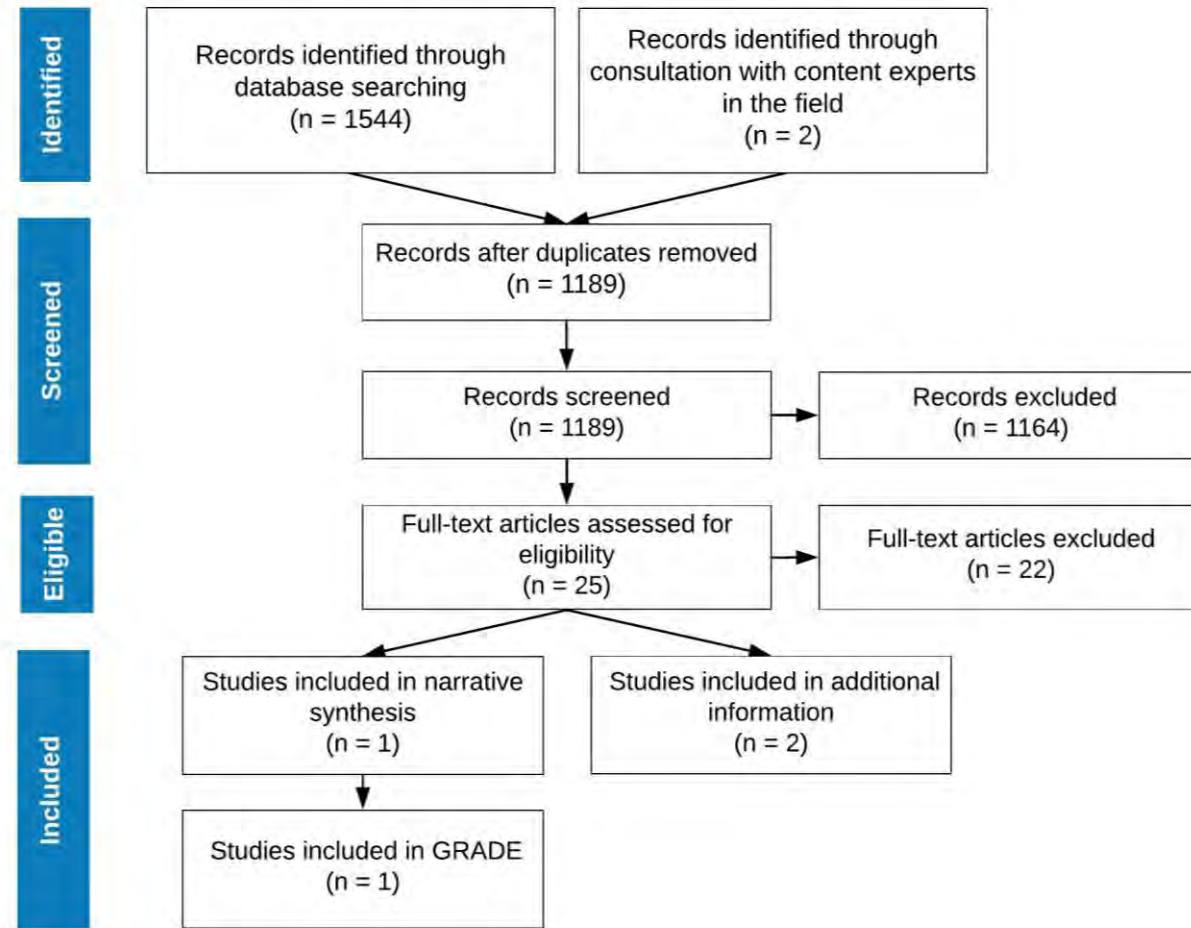 Identified
Records identified through
database searching
(n = 1544)
Records identified through
consultation with content experts
in the field
(n = 2)
Screened
Records after duplicates removed
(n = 1189)
Records screened
(n = 1189)
Records excluded
(n = 1164)
Eligible
Full-text articles assessed for
eligibility
(n = 25)
Full-text articles excluded
(n = 22)
Included
Studies included in narrative
synthesis
(n = 1)
Studies included in additional
information
(n = 2)
Studies included in GRADE
(n = 1)